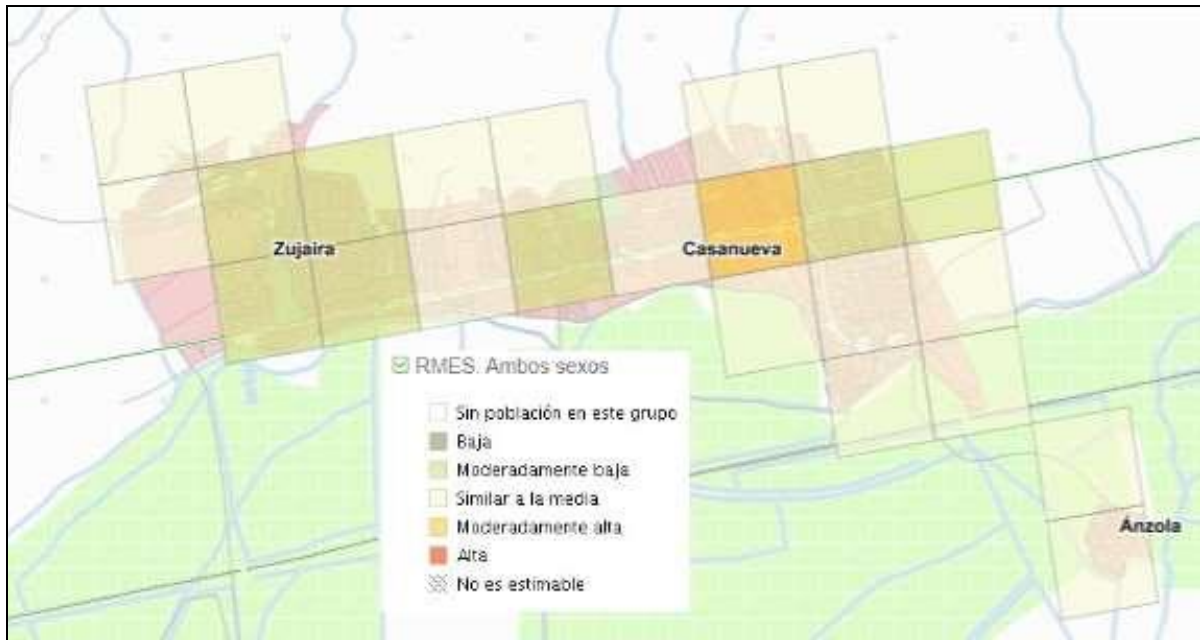 Zujaira
Casanueva
RMES. Ambos sexos
Sin población en este grupo
Baja
Moderadamente baja
Similar a la media
Moderadamente alta
Alta
No es estimable
Ánzola